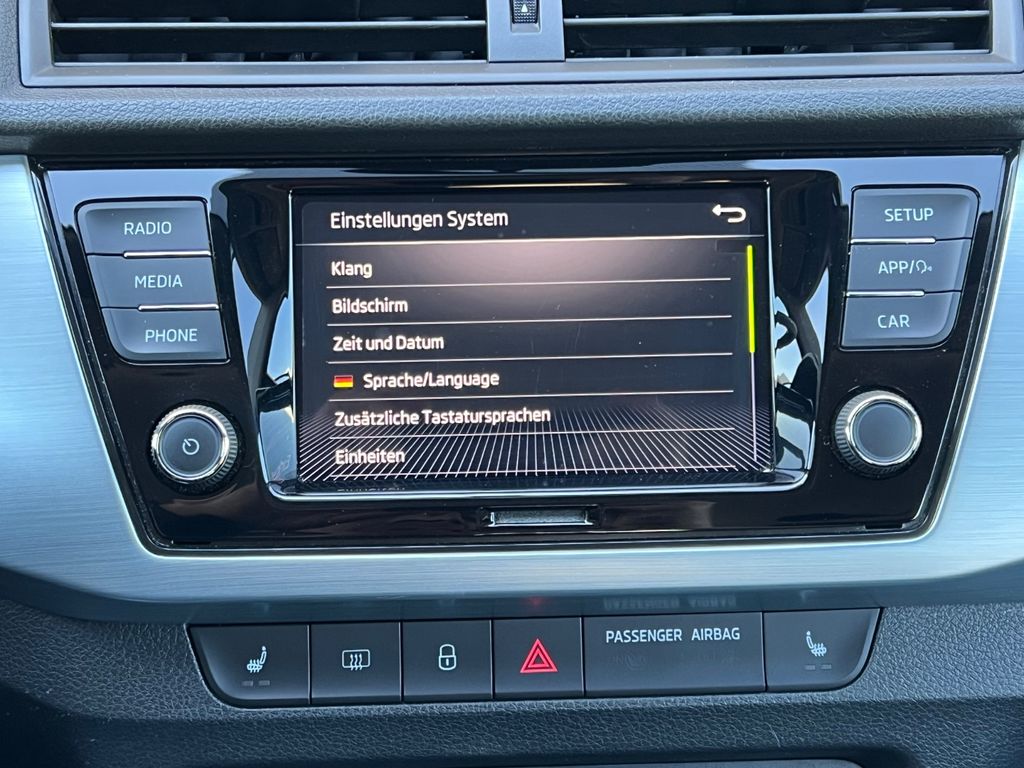 RADIO
MEDIA
PHONE
Einstellungen System
Klang
Bildschirm
Zeit und Datum
Sprache/Language
Zusätzliche Tastatursprachen
Einheiten
SETUP
APP/
CAR
PASSENGER AIRBAG